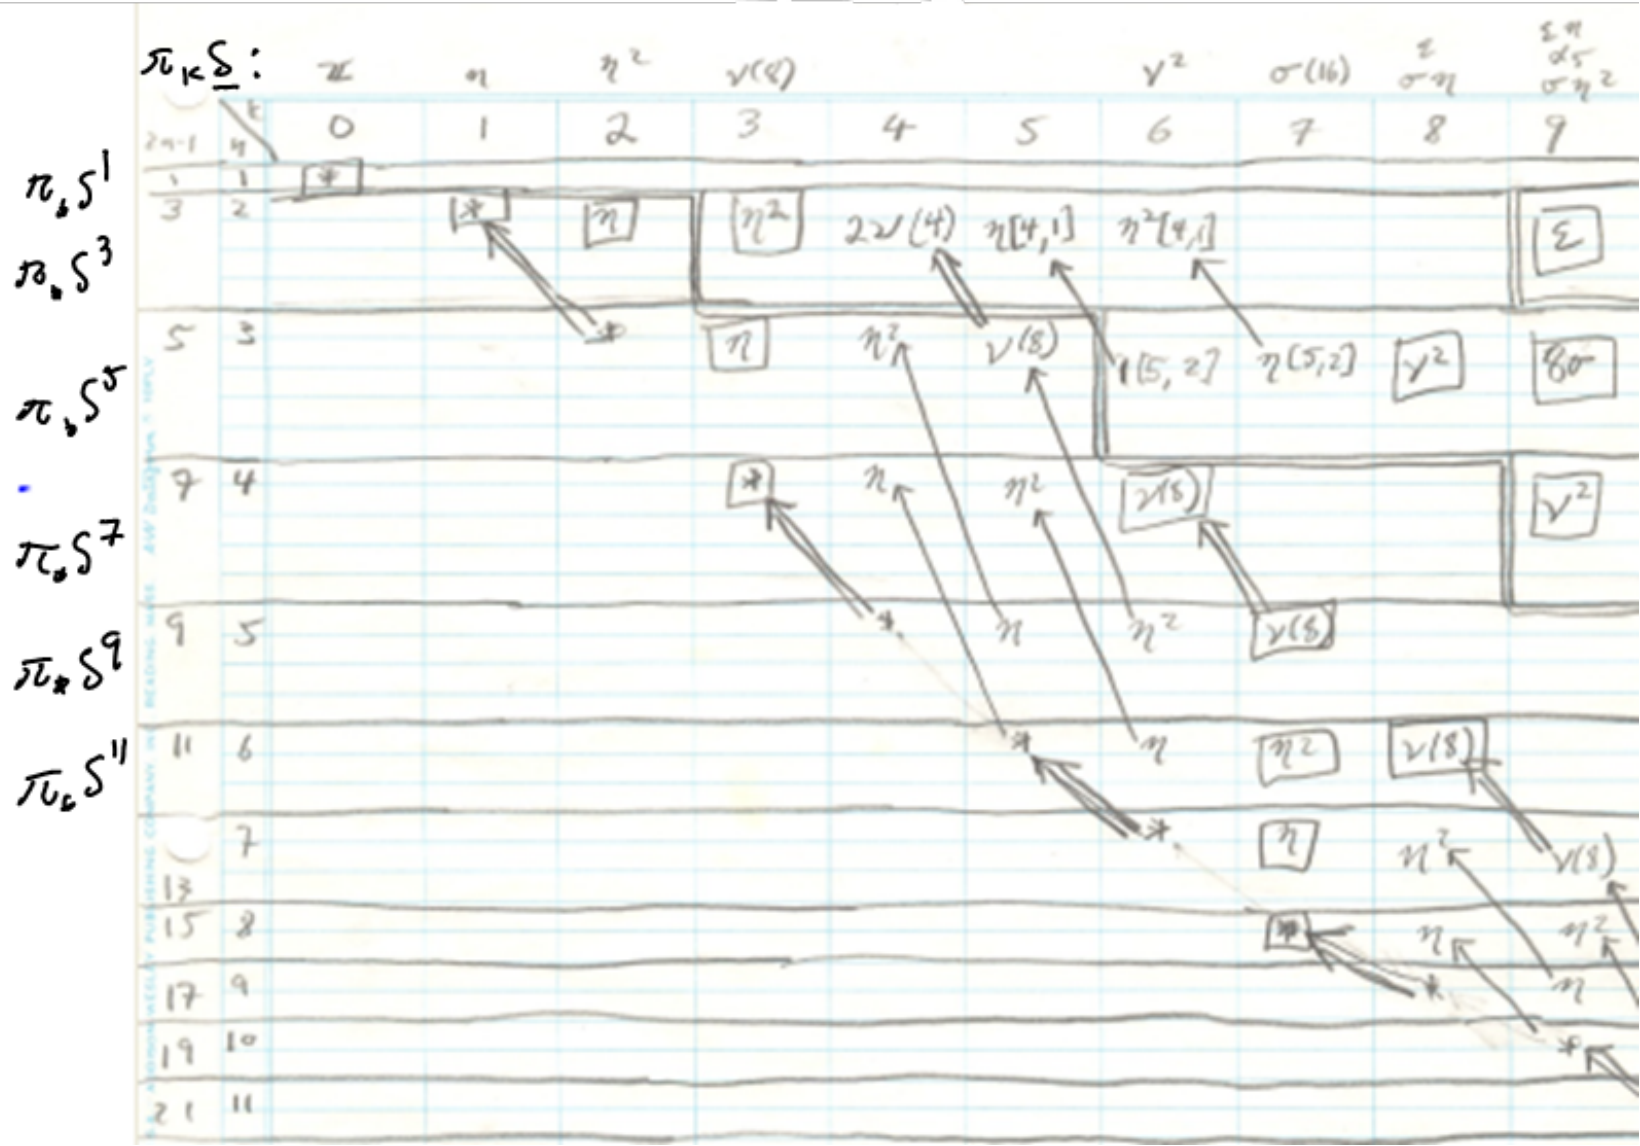 π_k S : ℤ η η² ν(8) ν² σ(16) ε ση εη ση²
k 0 1 2 3 4 5 6 7 8 9
2n-1 n
π_* S¹ 1 1 *
π_* S³ 3 2 * η η² 2ν(4) η[4,1] η²[4,1] ε
π_* S⁵ 5 3 * η η² ν(8) 1[5,2] η[5,2] ν² 8σ
π_* S⁷ 7 4 * η η² ν(8) ν²
π_* S⁹ 9 5 * η η² ν(8)
π_* S¹¹ 11 6 * η η² ν(8)
13 7 * η η² ν(8)
15 8 * η η²
17 9 * η
19 10 *
21 11